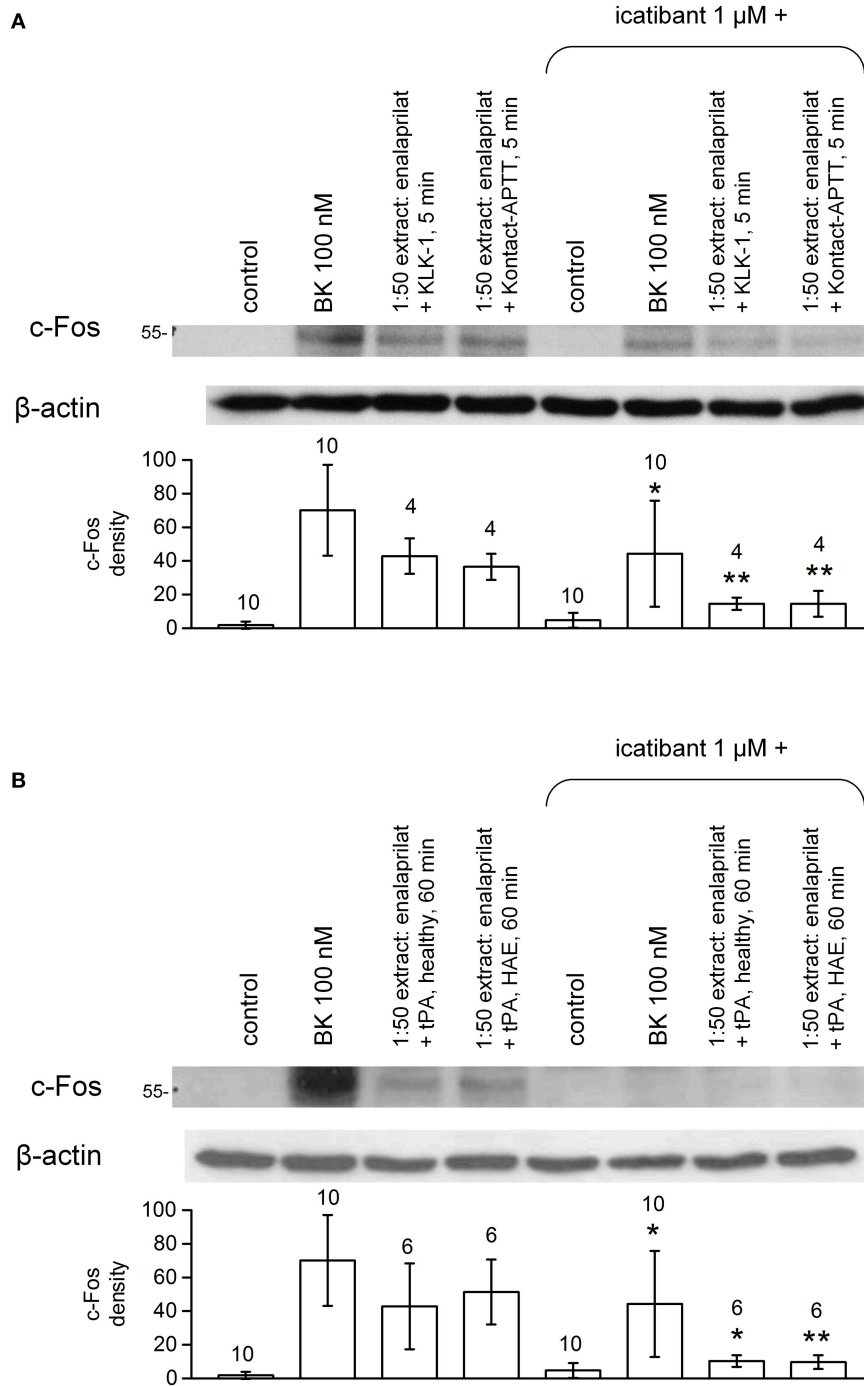 A
icatibant 1 µM +
control
BK 100 nM
1:50 extract: enalaprilat
+ KLK-1, 5 min
1:50 extract: enalaprilat
+ Kontact-APTT, 5 min
control
BK 100 nM
1:50 extract: enalaprilat
+ KLK-1, 5 min
1:50 extract: enalaprilat
+ Kontact-APTT, 5 min
c-Fos
55-
β-actin
c-Fos
density
100
80
60
40
20
0
10
10
4
4
10
10
*
4
**
4
**
B
icatibant 1 µM +
control
BK 100 nM
1:50 extract: enalaprilat
+ tPA, healthy, 60 min
1:50 extract: enalaprilat
+ tPA, HAE, 60 min
control
BK 100 nM
1:50 extract: enalaprilat
+ tPA, healthy, 60 min
1:50 extract: enalaprilat
+ tPA, HAE, 60 min
c-Fos
55-
β-actin
c-Fos
density
100
80
60
40
20
0
10
10
6
6
10
10
*
6
*
6
**